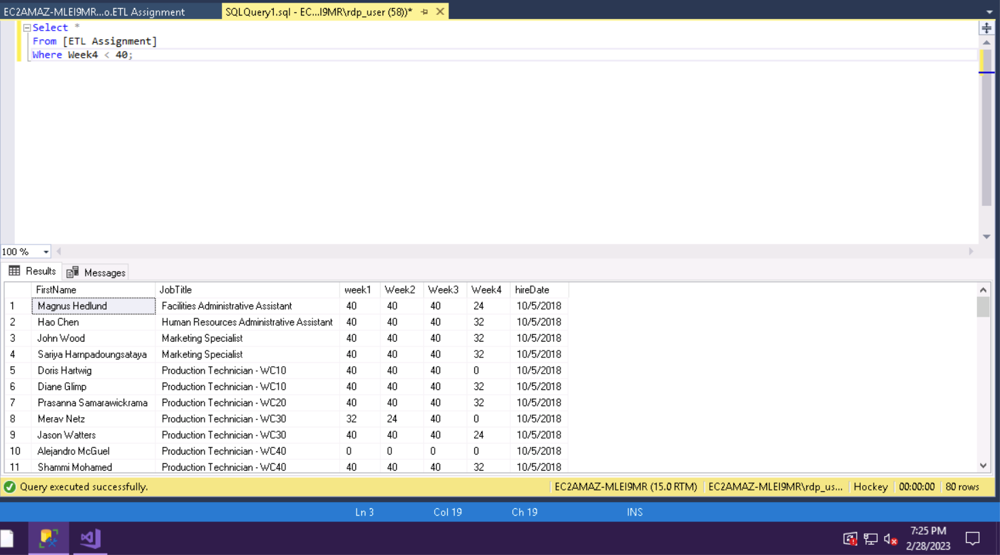 EC2AMAZ-MLEI9MR...o.ETL Assignment SQLQuery1.sql - EC...I9MR\rdp_user (58))*
Select *
From [ETL Assignment]
Where Week4 < 40;
100 %
Results Messages
FirstName JobTitle week1 Week2 Week3 Week4 hireDate
1 Magnus Hedlund Facilities Administrative Assistant 40 40 40 24 10/5/2018
2 Hao Chen Human Resources Administrative Assistant 40 40 40 32 10/5/2018
3 John Wood Marketing Specialist 40 40 40 32 10/5/2018
4 Sariya Harnpadoungsataya Marketing Specialist 40 40 40 32 10/5/2018
5 Doris Hartwig Production Technician - WC10 40 40 40 0 10/5/2018
6 Diane Glimp Production Technician - WC10 40 40 40 32 10/5/2018
7 Prasanna Samarawickrama Production Technician - WC20 40 40 40 32 10/5/2018
8 Merav Netz Production Technician - WC30 32 24 40 0 10/5/2018
9 Jason Watters Production Technician - WC30 40 40 40 24 10/5/2018
10 Alejandro McGuel Production Technician - WC40 0 0 0 0 10/5/2018
11 Shammi Mohamed Production Technician - WC40 40 40 40 32 10/5/2018
Query executed successfully. EC2AMAZ-MLEI9MR (15.0 RTM) EC2AMAZ-MLEI9MR\rdp_us... Hockey 00:00:00 80 rows
Ln 3 Col 19 Ch 19 INS
7:25 PM
2/28/2023